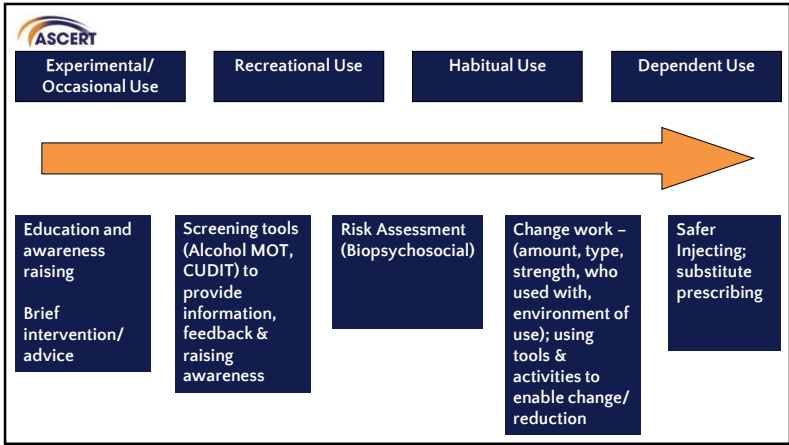 ASCERT
Experimental/
Occasional Use
Recreational Use
Habitual Use
Dependent Use
Education and
awareness
raising
Brief
intervention/
advice
Screening tools
(Alcohol MOT,
CUDIT) to
provide
information,
feedback &
raising
awareness
Risk Assessment
(Biopsychosocial)
Change work –
(amount, type,
strength, who
used with,
environment of
use); using
tools &
activities to
enable change/
reduction
Safer
Injecting;
substitute
prescribing